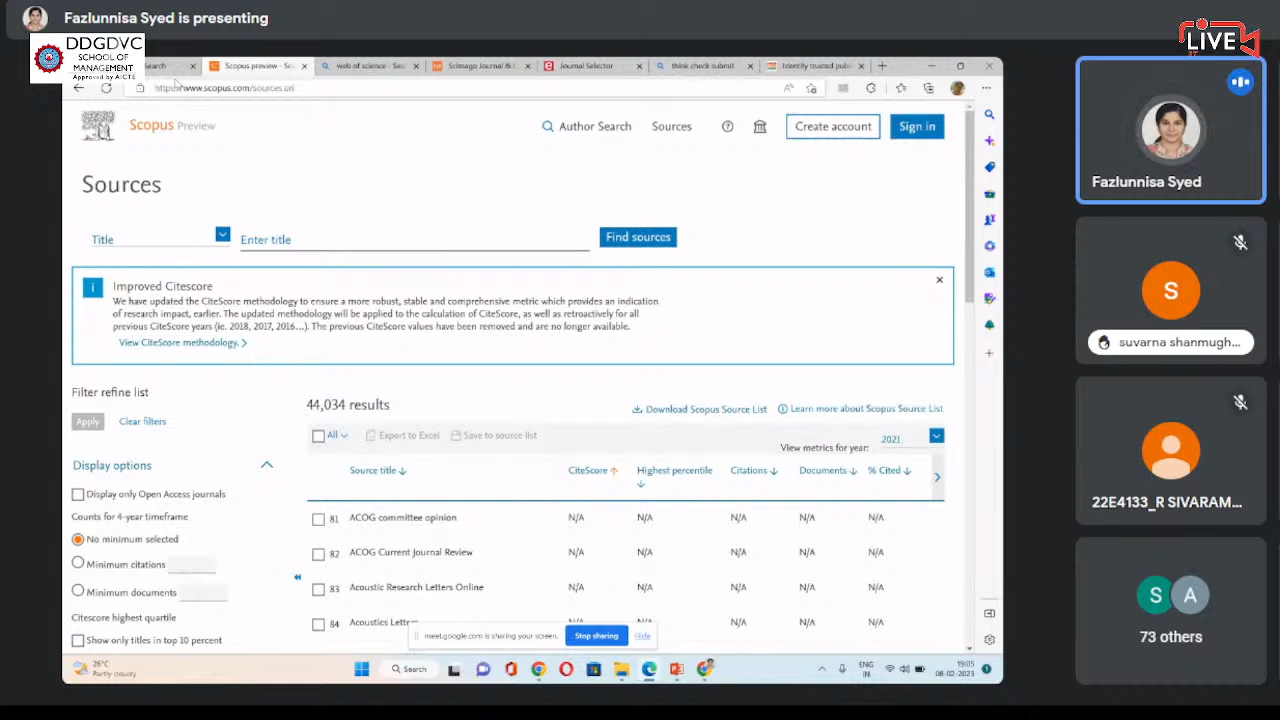 Fazlunnisa Syed is presenting
LIVE
DDGDVC
SCHOOL OF
MANAGEMENT
Approved by AICTE
Search
Scopus preview - Sc
web of science - Se
Scimago Journal &
Journal Selector
think check submit
Identify trusted publ
https://www.scopus.com/sources.uri
Scopus Preview
Author Search
Sources
Create account
Sign in
Sources
Title
Enter title
Find sources
Improved Citescore
We have updated the CiteScore methodology to ensure a more robust, stable and comprehensive metric which provides an indication
of research impact, earlier. The updated methodology will be applied to the calculation of CiteScore, as well as retroactively for all
previous CiteScore years (ie. 2018, 2017, 2016...). The previous CiteScore values have been removed and are no longer available.
View CiteScore methodology. >
Filter refine list
Apply
Clear filters
Display options
Display only Open Access journals
Counts for 4-year timeframe
No minimum selected
Minimum citations
Minimum documents
Citescore highest quartile
Show only titles in top 10 percent
44,034 results
Download Scopus Source List
Learn more about Scopus Source List
All
Export to Excel
Save to source list
View metrics for year:
2021
Source title CiteScore Highest percentile Citations Documents % Cited
81 ACOG committee opinion N/A N/A N/A N/A N/A
82 ACOG Current Journal Review N/A N/A N/A N/A N/A
83 Acoustic Research Letters Online N/A N/A N/A N/A N/A
84 Acoustics Letters N/A N/A N/A N/A
meet.google.com is sharing your screen.
Stop sharing
Hide
26°C
Partly cloudy
Search
ENG
IN
19:05
08-02-2023
Fazlunnisa Syed
S
suvarna shanmugh...
22E4133_R SIVARAM...
S A
73 others